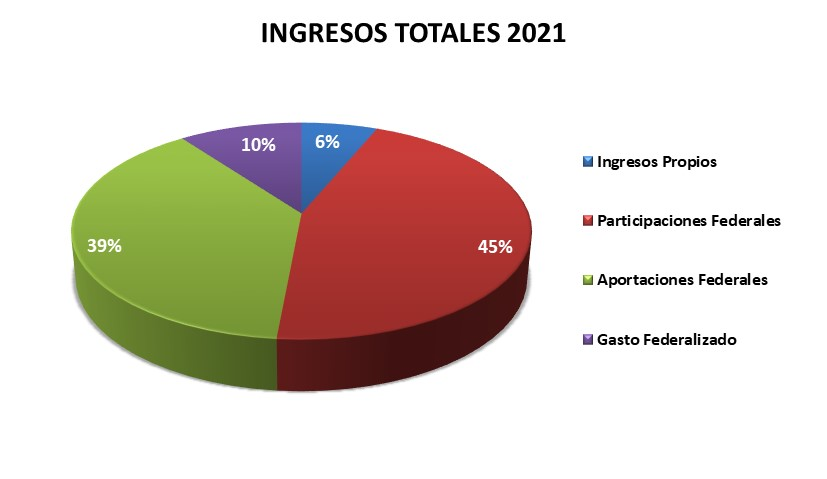 INGRESOS TOTALES 2021
10%
6%
39%
45%
Ingresos Propios
Participaciones Federales
Aportaciones Federales
Gasto Federalizado